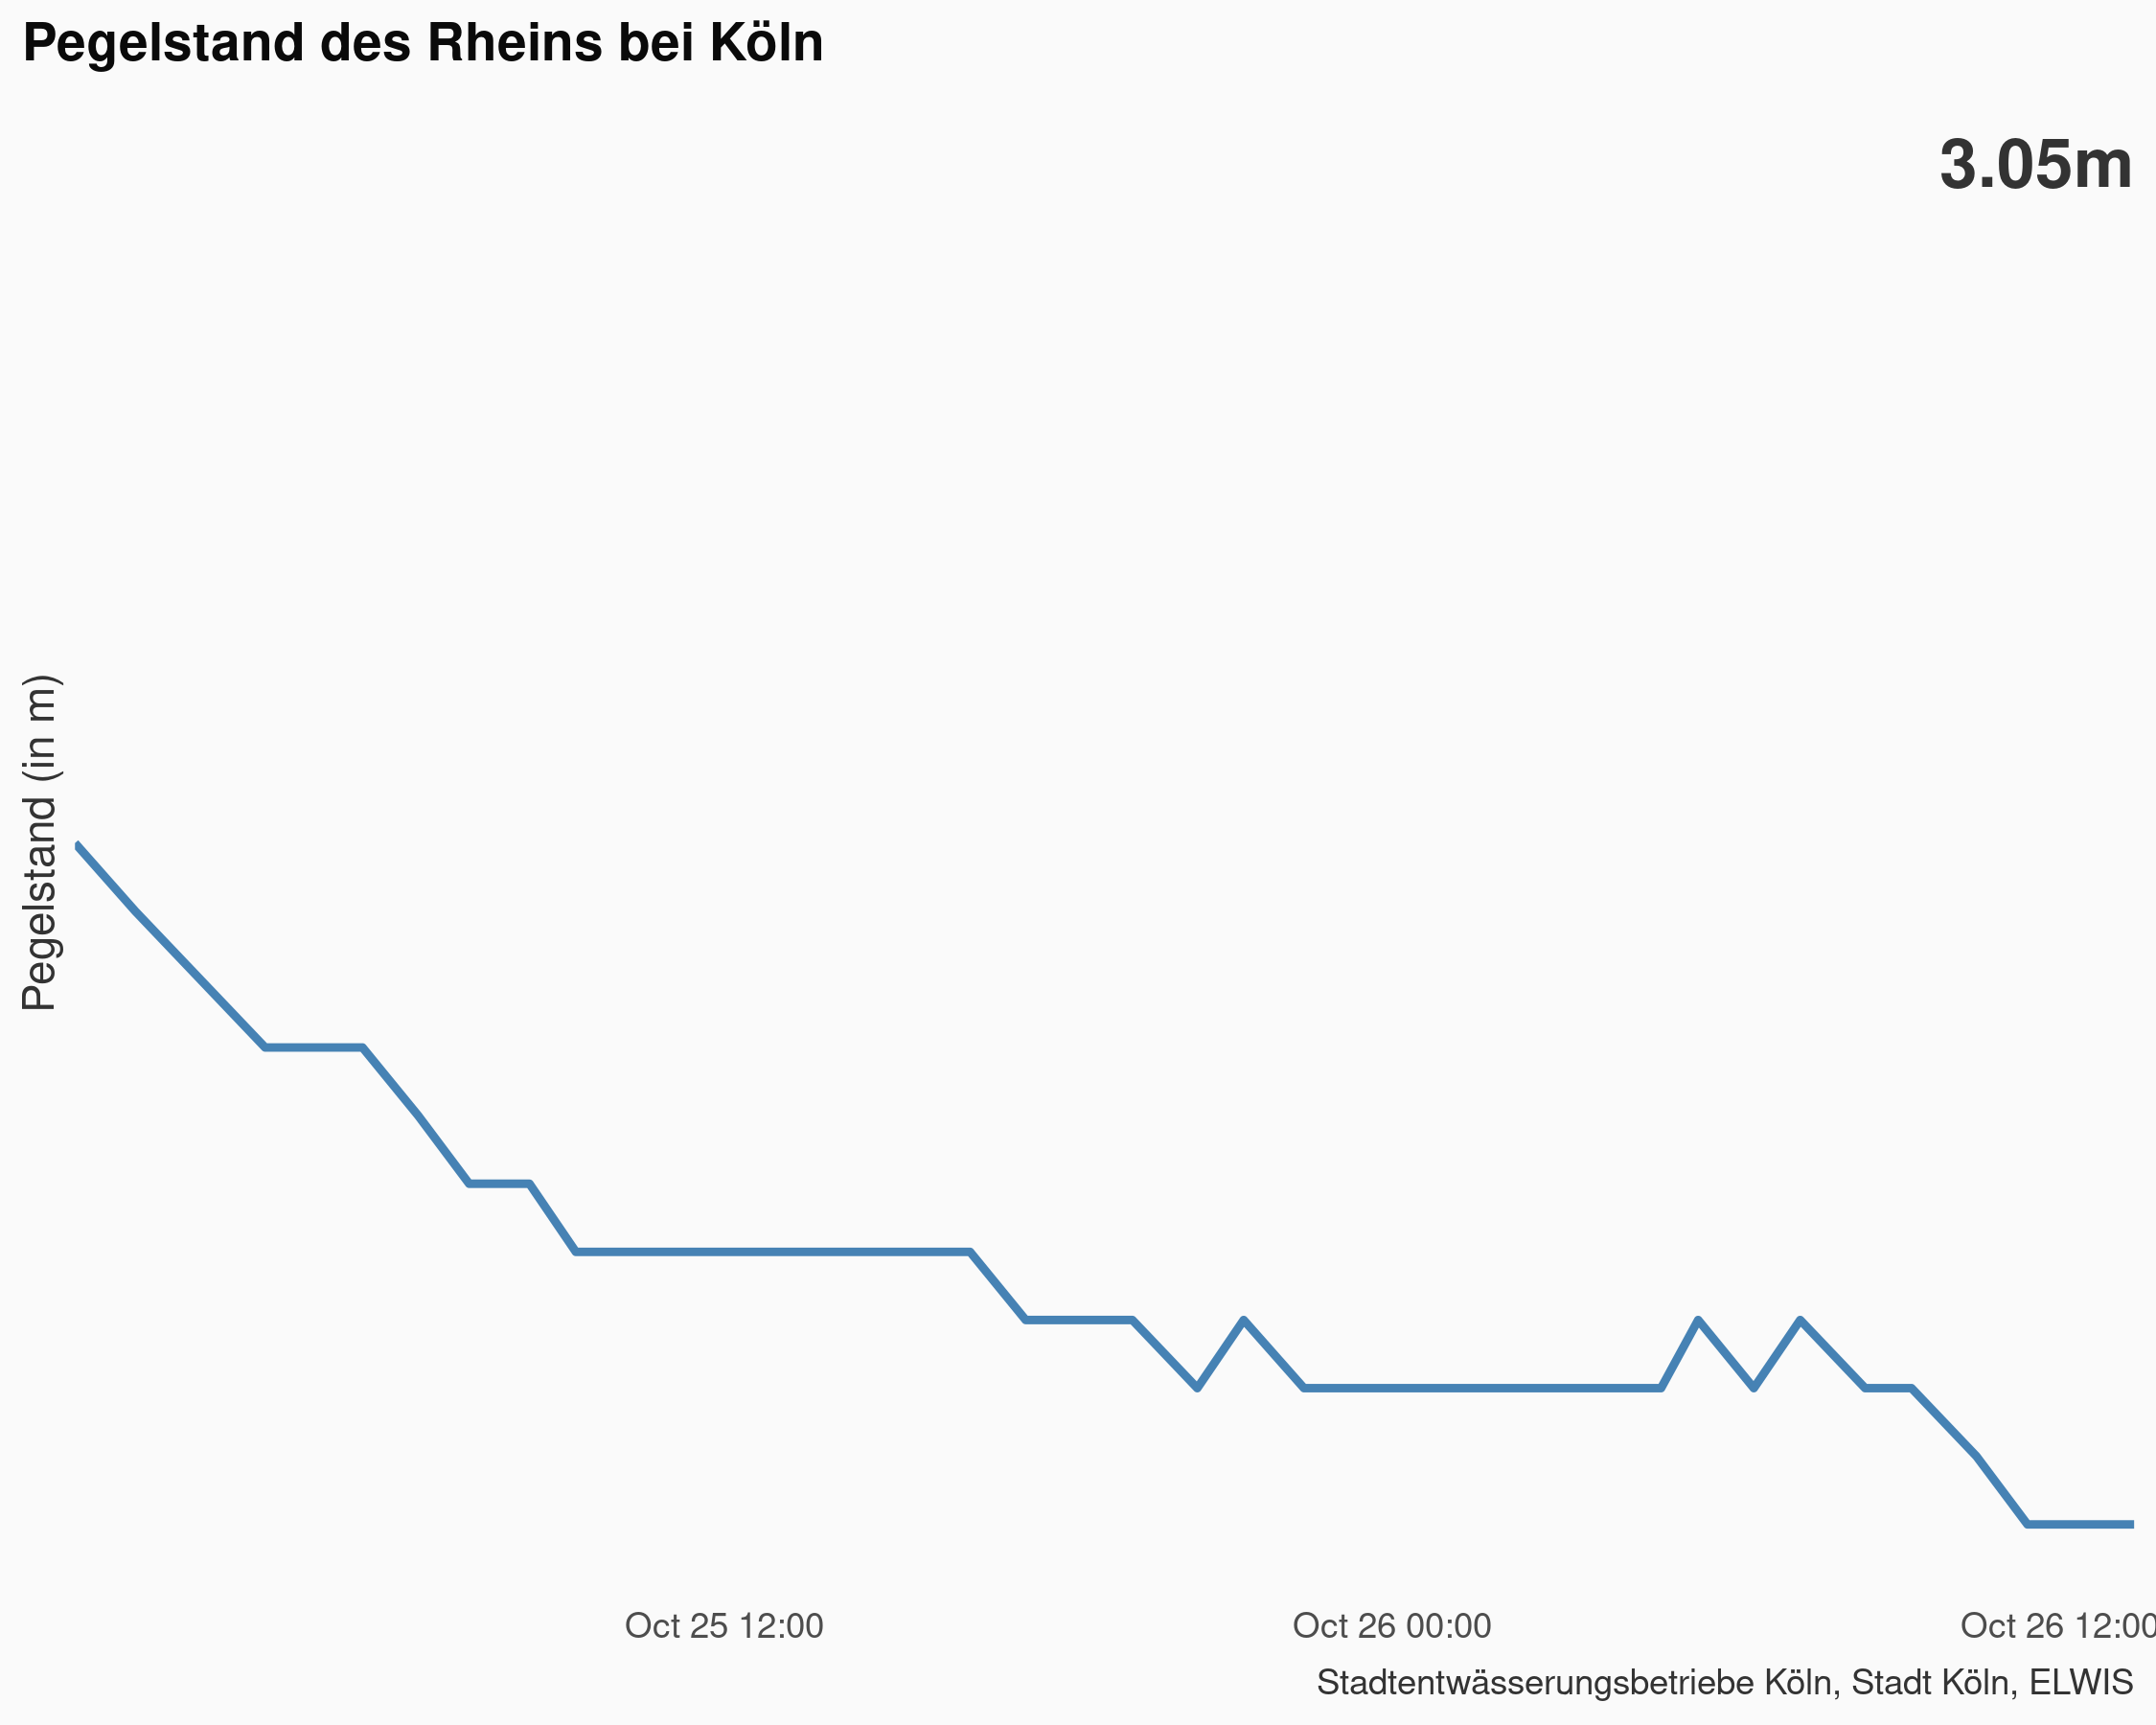 Pegelstand des Rheins bei Köln
3.05m
Pegelstand (in m)
Oct 25 12:00
Oct 26 00:00
Oct 26 12:00
Stadtentwässerungsbetriebe Köln, Stadt Köln, ELWIS